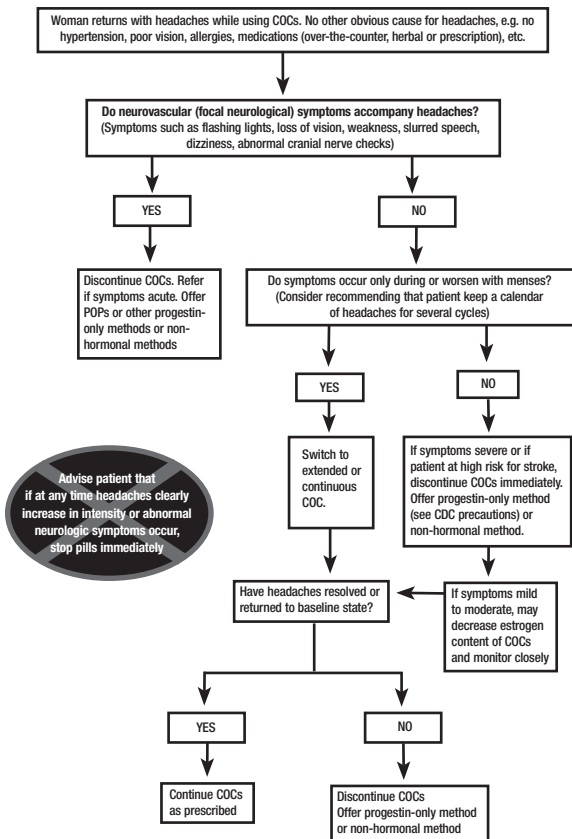 Woman returns with headaches while using COCs. No other obvious cause for headaches, e.g. no
hypertension, poor vision, allergies, medications (over-the-counter, herbal or prescription), etc.
Do neurovascular (focal neurological) symptoms accompany headaches?
(Symptoms such as flashing lights, loss of vision, weakness, slurred speech,
dizziness, abnormal cranial nerve checks)
YES
NO
Discontinue COCs. Refer
if symptoms acute. Offer
POPs or other progestin-
only methods or non-
hormonal methods
Do symptoms occur only during or worsen with menses?
(Consider recommending that patient keep a calendar
of headaches for several cycles)
YES
NO
Switch to
extended or
continuous
COC.
If symptoms severe or if
patient at high risk for stroke,
discontinue COCs immediately.
Offer progestin-only method
(see CDC precautions) or
non-hormonal method.
Advise patient that
if at any time headaches clearly
increase in intensity or abnormal
neurologic symptoms occur,
stop pills immediately
Have headaches resolved or
returned to baseline state?
If symptoms mild
to moderate, may
decrease estrogen
content of COCs
and monitor closely
YES
NO
Continue COCs
as prescribed
Discontinue COCs
Offer progestin-only method
or non-hormonal method